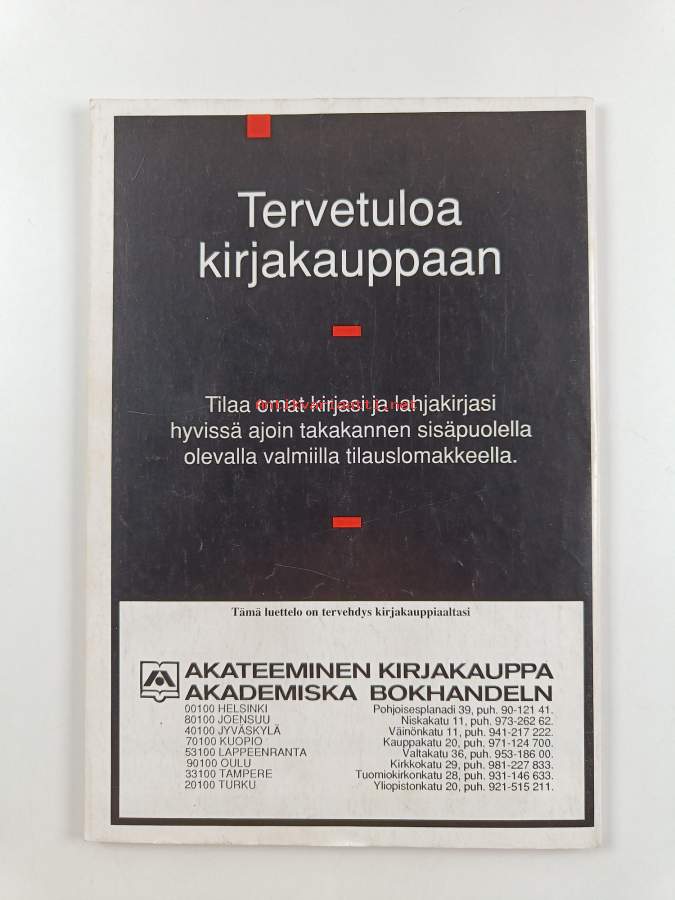 Tervetuloa
kirjakauppaan
Tilaa omat kirjasi ja lahjakirjasi
antikvariaatti.net
hyvissä ajoin takakannen sisäpuolella
olevalla valmiilla tilauslomakkeella.
Tämä luettelo on tervehdys kirjakauppiaaltasi
AKATEEMINEN KIRJAKAUPPA
AKADEMISKA BOKHANDELN
00100 HELSINKI Pohjoisesplanadi 39, puh. 90-121 41.
80100 JOENSUU Niskakatu 11, puh. 973-262 62.
40100 JYVÄSKYLÄ Väinönkatu 11, puh. 941-217 222.
70100 KUOPIO Kauppakatu 20, puh. 971-124 700.
53100 LAPPEENRANTA Valtakatu 36, puh. 953-186 00.
90100 OULU Kirkkokatu 29, puh. 981-227 833.
33100 TAMPERE Tuomiokirkonkatu 28, puh. 931-146 633.
20100 TURKU Yliopistonkatu 20, puh. 921-515 211.